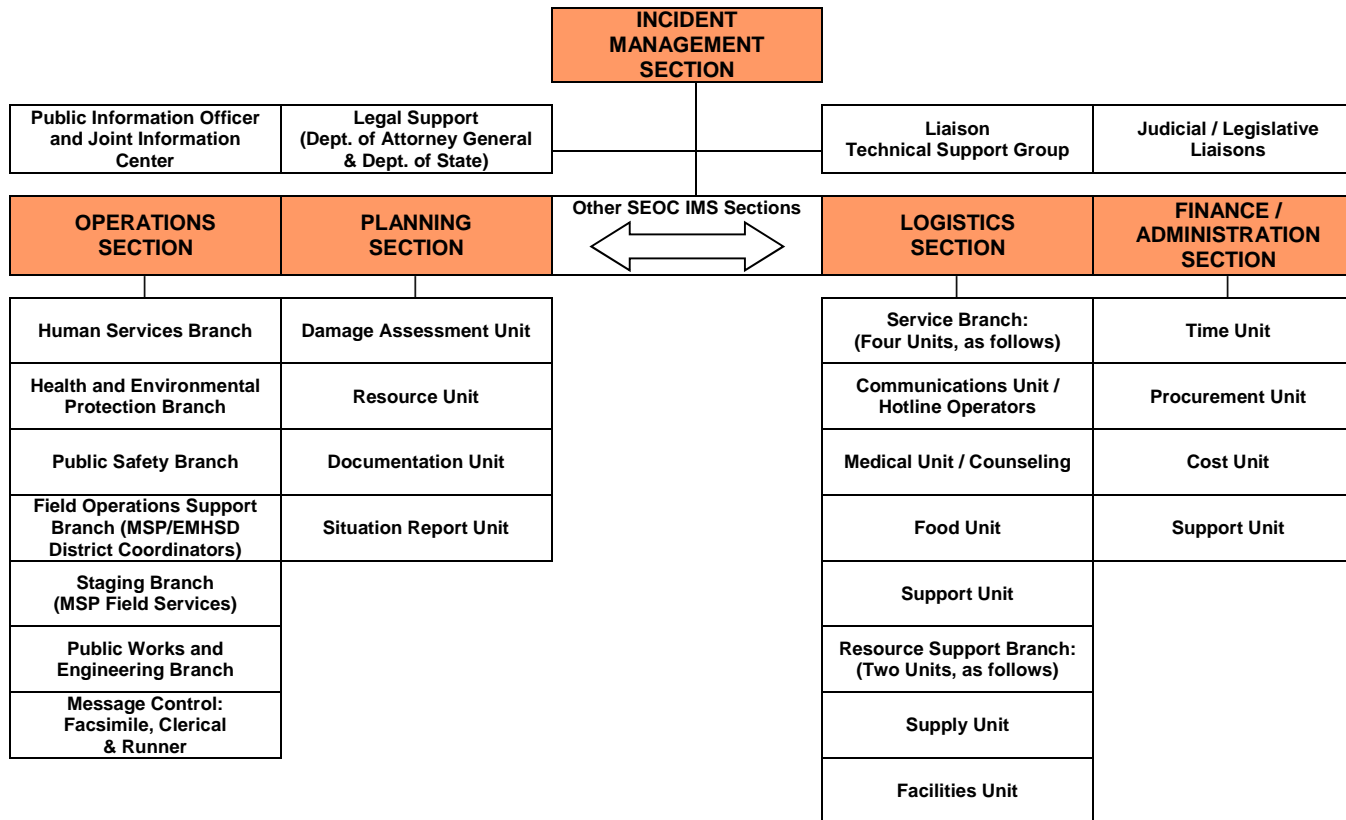 INCIDENT
MANAGEMENT
SECTION
Public Information Officer
and Joint Information
Center
Legal Support
(Dept. of Attorney General
& Dept. of State)
Liaison
Technical Support Group
Judicial / Legislative
Liaisons
OPERATIONS
SECTION
PLANNING
SECTION
Other SEOC IMS Sections
LOGISTICS
SECTION
FINANCE /
ADMINISTRATION
SECTION
Human Services Branch
Health and Environmental
Protection Branch
Public Safety Branch
Field Operations Support
Branch (MSP/EMHSD
District Coordinators)
Staging Branch
(MSP Field Services)
Public Works and
Engineering Branch
Message Control:
Facsimile, Clerical
& Runner
Damage Assessment Unit
Resource Unit
Documentation Unit
Situation Report Unit
Service Branch:
(Four Units, as follows)
Communications Unit /
Hotline Operators
Medical Unit / Counseling
Food Unit
Support Unit
Resource Support Branch:
(Two Units, as follows)
Supply Unit
Facilities Unit
Time Unit
Procurement Unit
Cost Unit
Support Unit